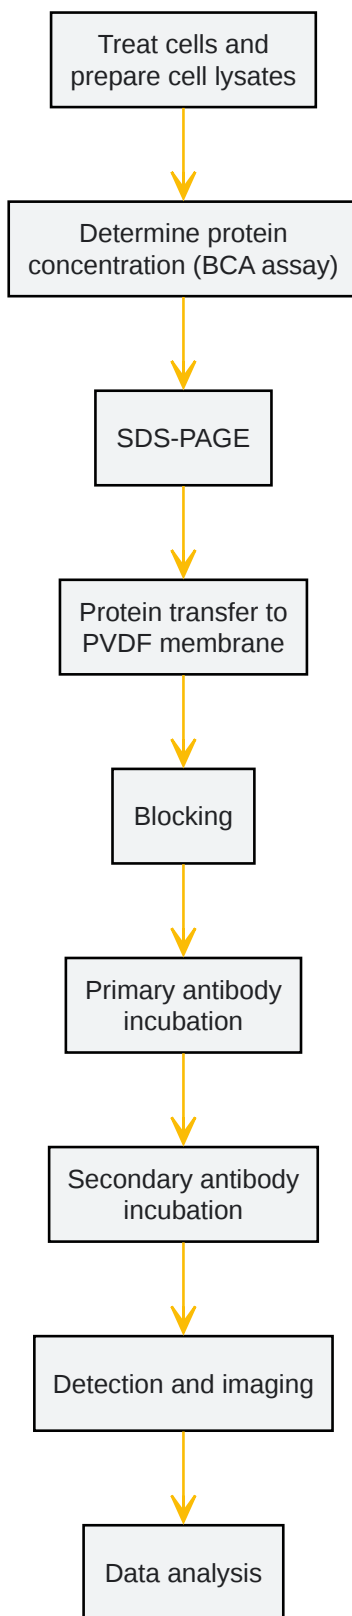 Treat cells and
prepare cell lysates
Determine protein
concentration (BCA assay)
SDS-PAGE
Protein transfer to
PVDF membrane
Blocking
Primary antibody
incubation
Secondary antibody
incubation
Detection and imaging
Data analysis